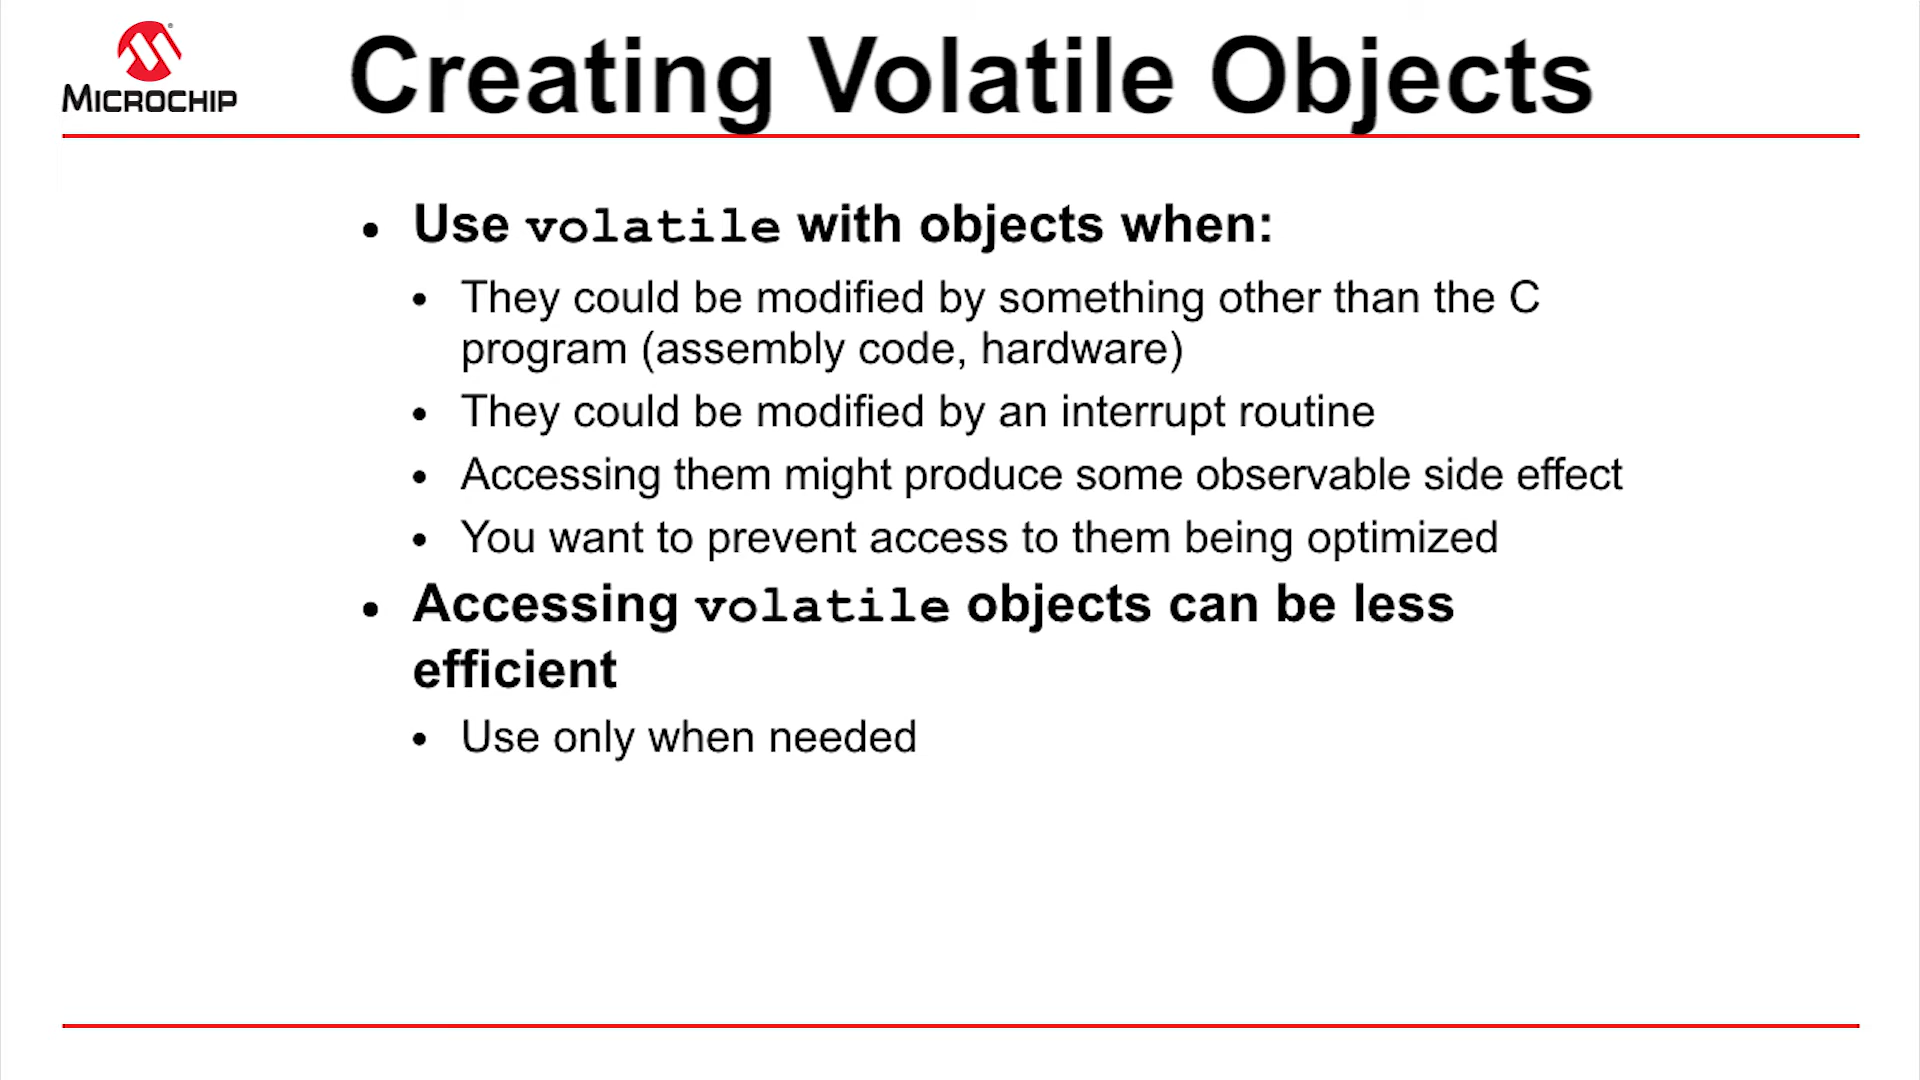 MICROCHIP
Creating Volatile Objects
• Use volatile with objects when:
• They could be modified by something other than the C
program (assembly code, hardware)
• They could be modified by an interrupt routine
• Accessing them might produce some observable side effect
• You want to prevent access to them being optimized
• Accessing volatile objects can be less
efficient
• Use only when needed